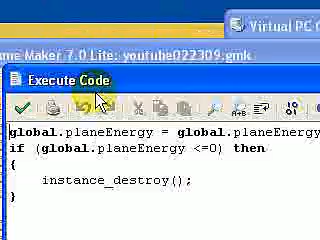 Virtual PC
me Maker 7.0 Lite: youtube022309.gmk
Execute Code
global.planeEnergy = global.planeEnergy
if (global.planeEnergy <=0) then
{
instance_destroy();
}